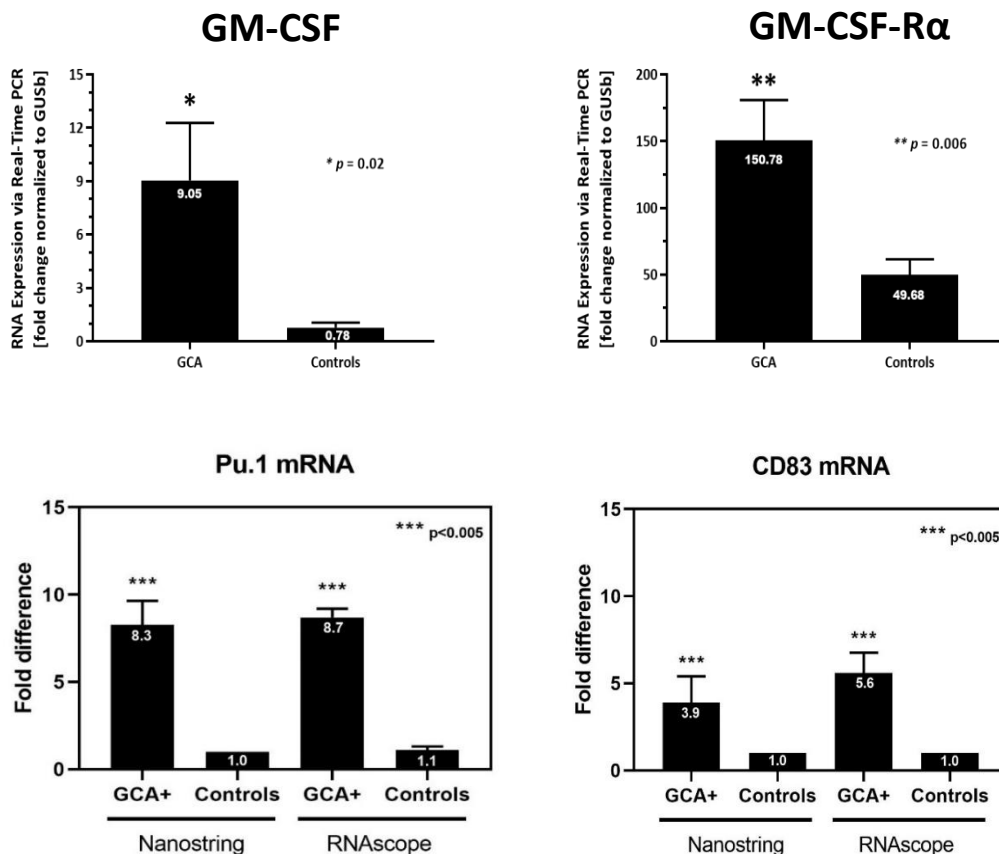 GM-CSF
RNA Expression via Real-Time PCR
[fold change normalized to GUSb]
15
12
9
6
3
0
*
9.05
* p = 0.02
0.78
GCA
Controls
GM-CSF-Rα
RNA Expression via Real-Time PCR
[fold change normalized to GUSb]
200
150
100
50
0
**
150.78
** p = 0.006
49.68
GCA
Controls
Pu.1 mRNA
Fold difference
15
10
5
0
*** p<0.005
***
8.3
1.0
***
8.7
1.1
GCA+ Controls GCA+ Controls
Nanostring RNAscope
CD83 mRNA
Fold difference
15
10
5
0
*** p<0.005
***
3.9
1.0
***
5.6
1.0
GCA+ Controls GCA+ Controls
Nanostring RNAscope